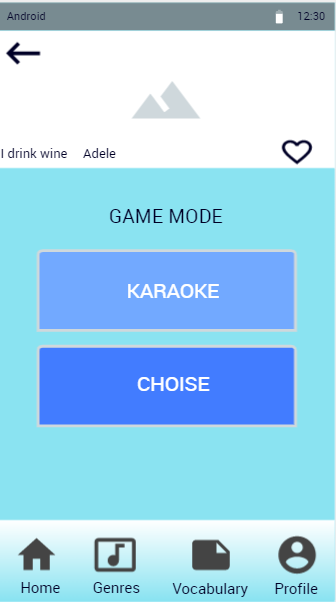 Android 12:30
I drink wine Adele
GAME MODE
KARAOKE
CHOISE
Home Genres Vocabulary Profile